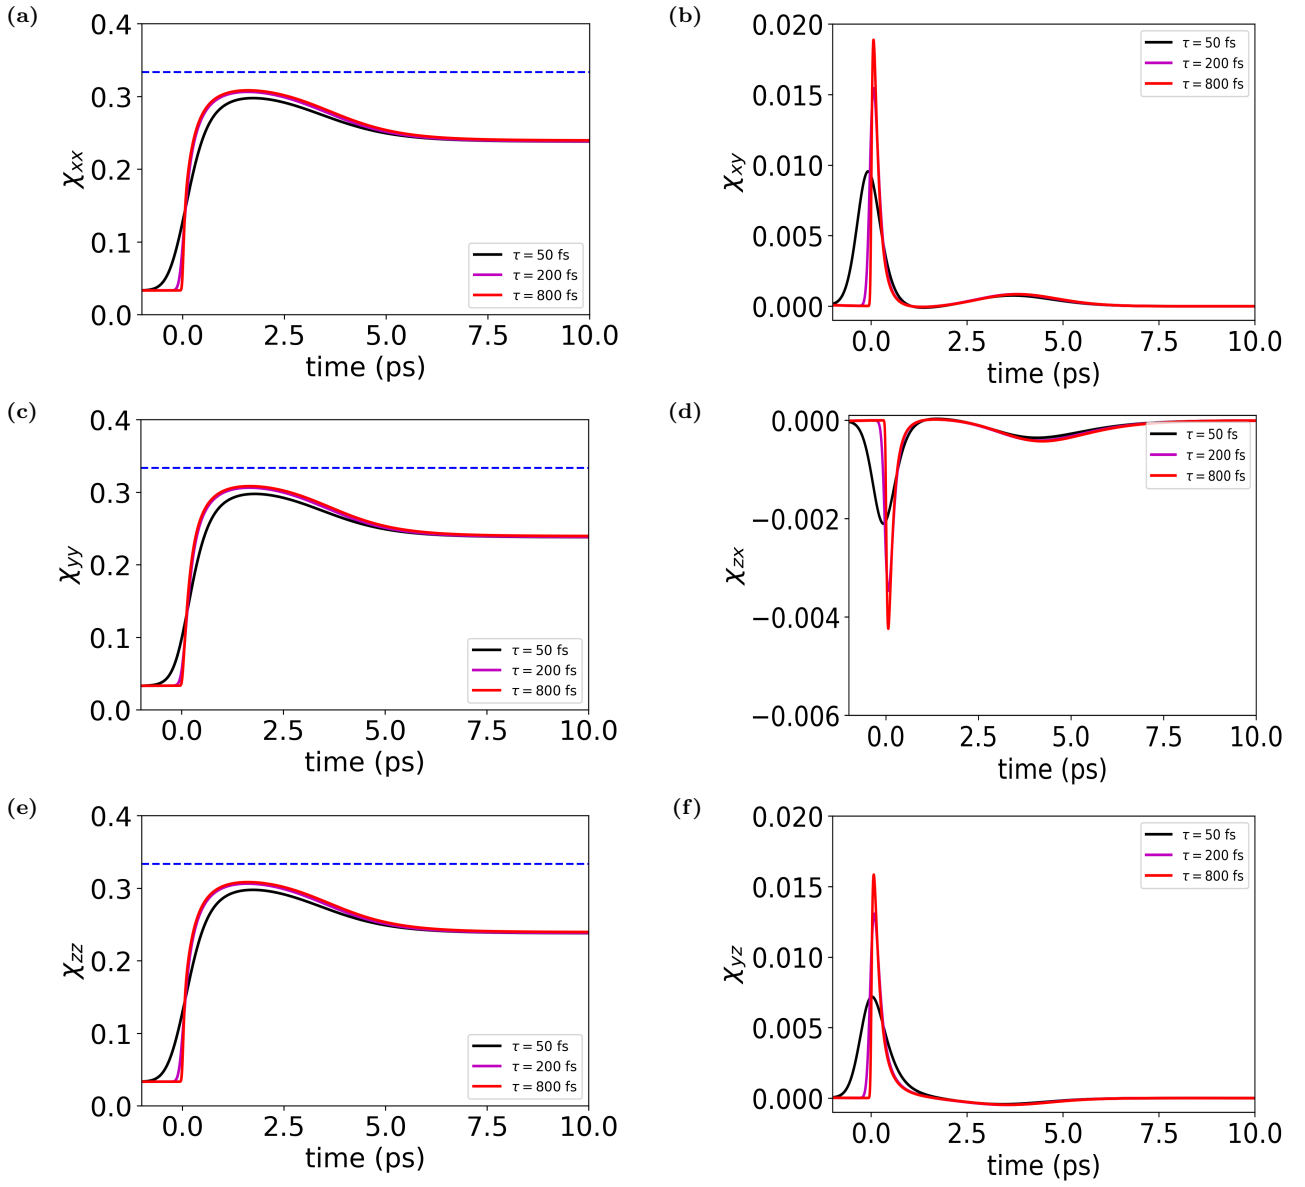 (a)
0.4
0.3
0.2
0.1
0.0
χxx
τ = 50 fs
τ = 200 fs
τ = 800 fs
0.0 2.5 5.0 7.5 10.0
time (ps)
(b)
0.020
0.015
0.010
0.005
0.000
χxy
τ = 50 fs
τ = 200 fs
τ = 800 fs
0.0 2.5 5.0 7.5 10.0
time (ps)
(c)
0.4
0.3
0.2
0.1
0.0
χyy
τ = 50 fs
τ = 200 fs
τ = 800 fs
0.0 2.5 5.0 7.5 10.0
time (ps)
(d)
0.000
−0.002
−0.004
−0.006
χzx
τ = 50 fs
τ = 200 fs
τ = 800 fs
0.0 2.5 5.0 7.5 10.0
time (ps)
(e)
0.4
0.3
0.2
0.1
0.0
χzz
τ = 50 fs
τ = 200 fs
τ = 800 fs
0.0 2.5 5.0 7.5 10.0
time (ps)
(f)
0.020
0.015
0.010
0.005
0.000
χyz
τ = 50 fs
τ = 200 fs
τ = 800 fs
0.0 2.5 5.0 7.5 10.0
time (ps)